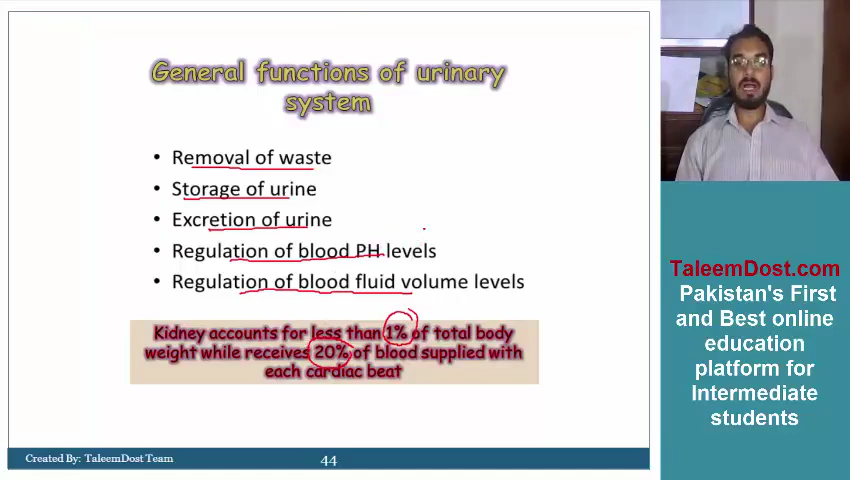 General functions of urinary
system
• Removal of waste
• Storage of urine
• Excretion of urine
• Regulation of blood PH levels
• Regulation of blood fluid volume levels
Kidney accounts for less than 1% of total body
weight while receives 20% of blood supplied with
each cardiac beat
Created By: TaleemDost Team
44
TaleemDost.com
Pakistan's First
and Best online
education
platform for
Intermediate
students